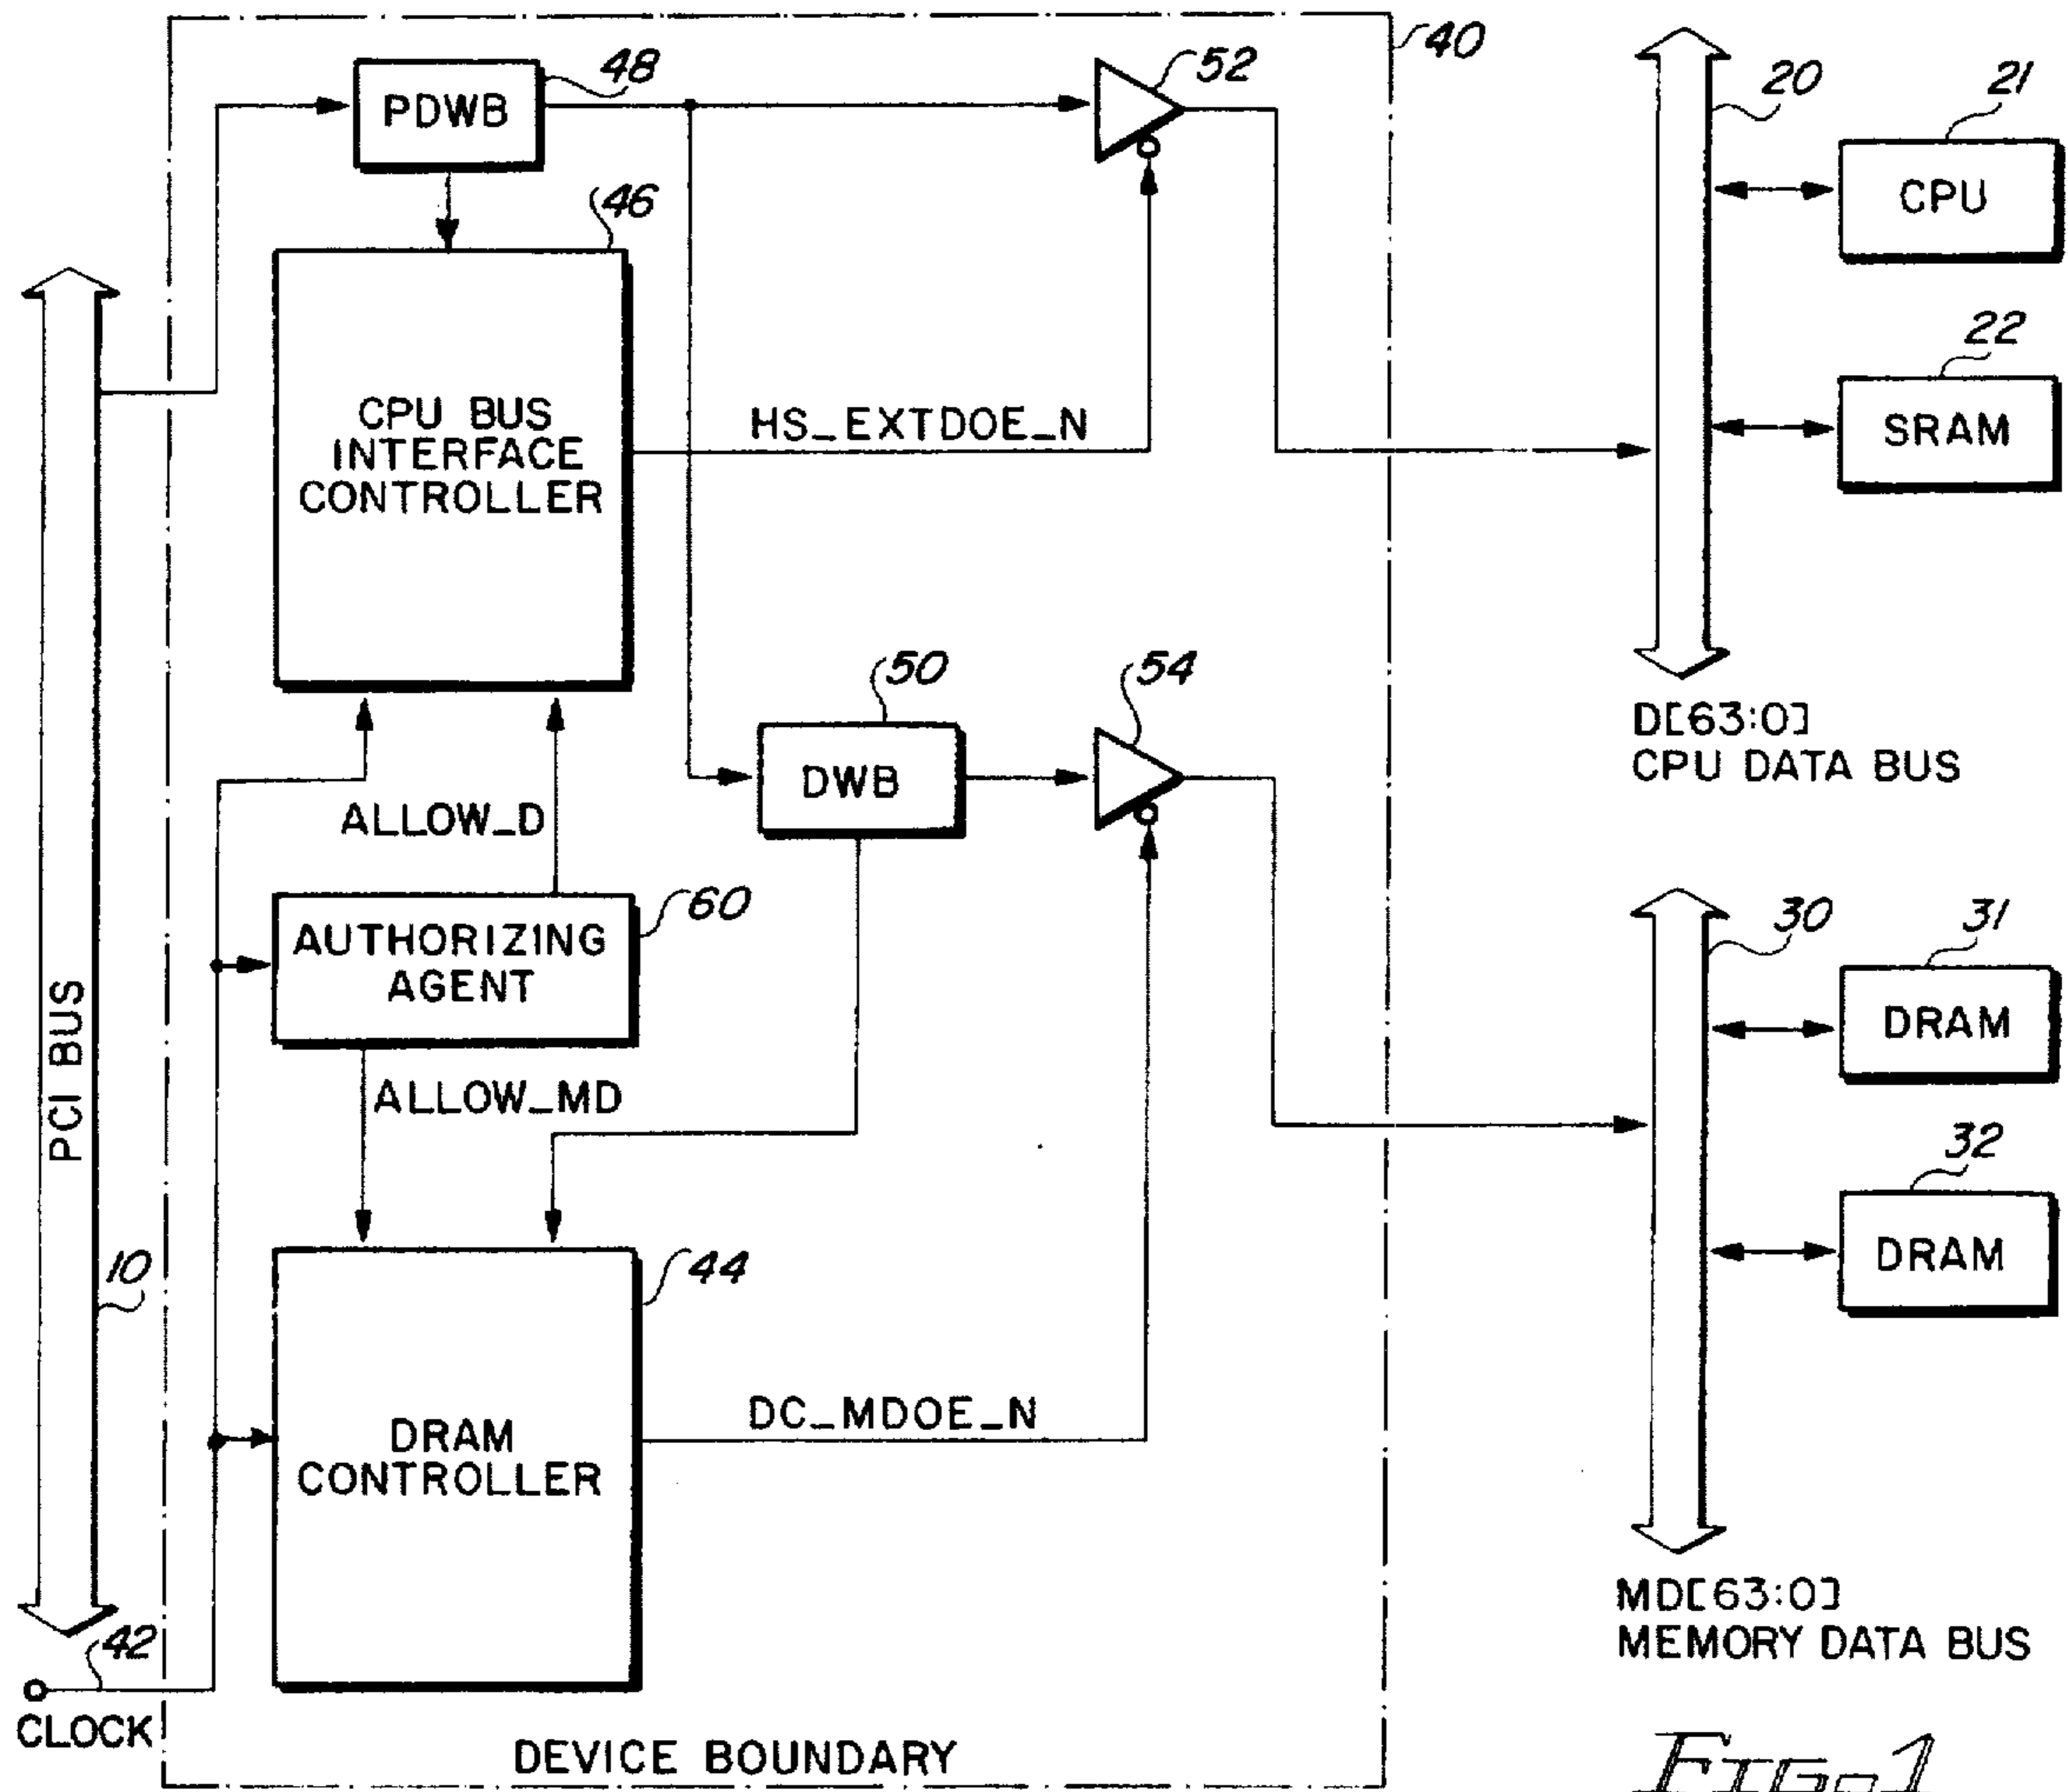 40
48
PDWB
52
20
21
CPU
46
22
SRAM
CPU BUS
INTERFACE
CONTROLLER
HS_EXTDOE_N
D[63:0]
CPU DATA BUS
50
DWB
54
ALLOW_D
60
AUTHORIZING
AGENT
30
31
DRAM
PCI BUS
10
ALLOW_MD
32
DRAM
44
DRAM
CONTROLLER
DC_MDOE_N
MD[63:0]
MEMORY DATA BUS
42
CLOCK
DEVICE BOUNDARY
FIG. 1